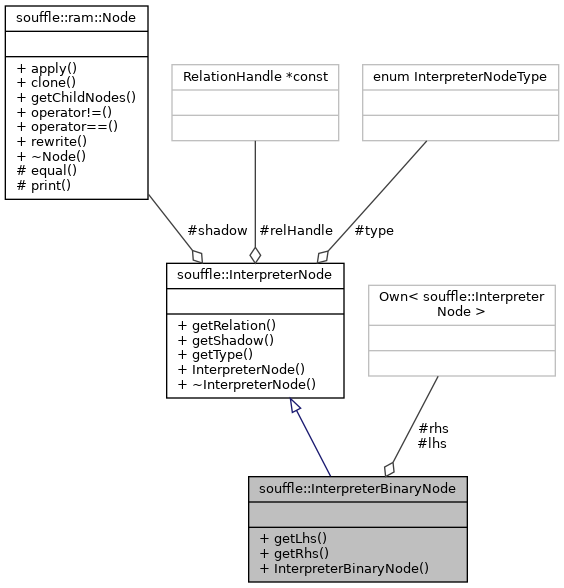 souffle::ram::Node
+ apply()
+ clone()
+ getChildNodes()
+ operator!=()
+ operator==()
+ rewrite()
+ ~Node()
# equal()
# print()
RelationHandle *const
enum InterpreterNodeType
#shadow
#relHandle
#type
souffle::InterpreterNode
+ getRelation()
+ getShadow()
+ getType()
+ InterpreterNode()
+ ~InterpreterNode()
Own< souffle::Interpreter
Node >
#rhs
#lhs
souffle::InterpreterBinaryNode
+ getLhs()
+ getRhs()
+ InterpreterBinaryNode()